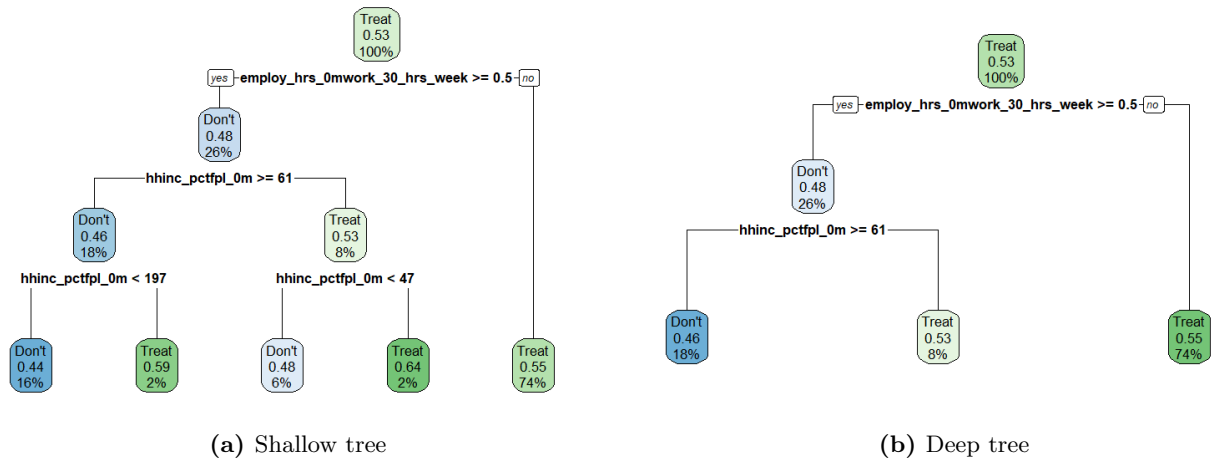 Treat
0.53
100%
yes employ_hrs_0mwork_30_hrs_week >= 0.5 no
Don't
0.48
26%
hhinc_pctfpl_0m >= 61
Don't
0.46
18%
Treat
0.53
8%
hhinc_pctfpl_0m < 197
hhinc_pctfpl_0m < 47
Don't
0.44
16%
Treat
0.59
2%
Don't
0.48
6%
Treat
0.64
2%
Treat
0.55
74%
(a) Shallow tree
Treat
0.53
100%
yes employ_hrs_0mwork_30_hrs_week >= 0.5 no
Don't
0.48
26%
hhinc_pctfpl_0m >= 61
Don't
0.46
18%
Treat
0.53
8%
Treat
0.55
74%
(b) Deep tree